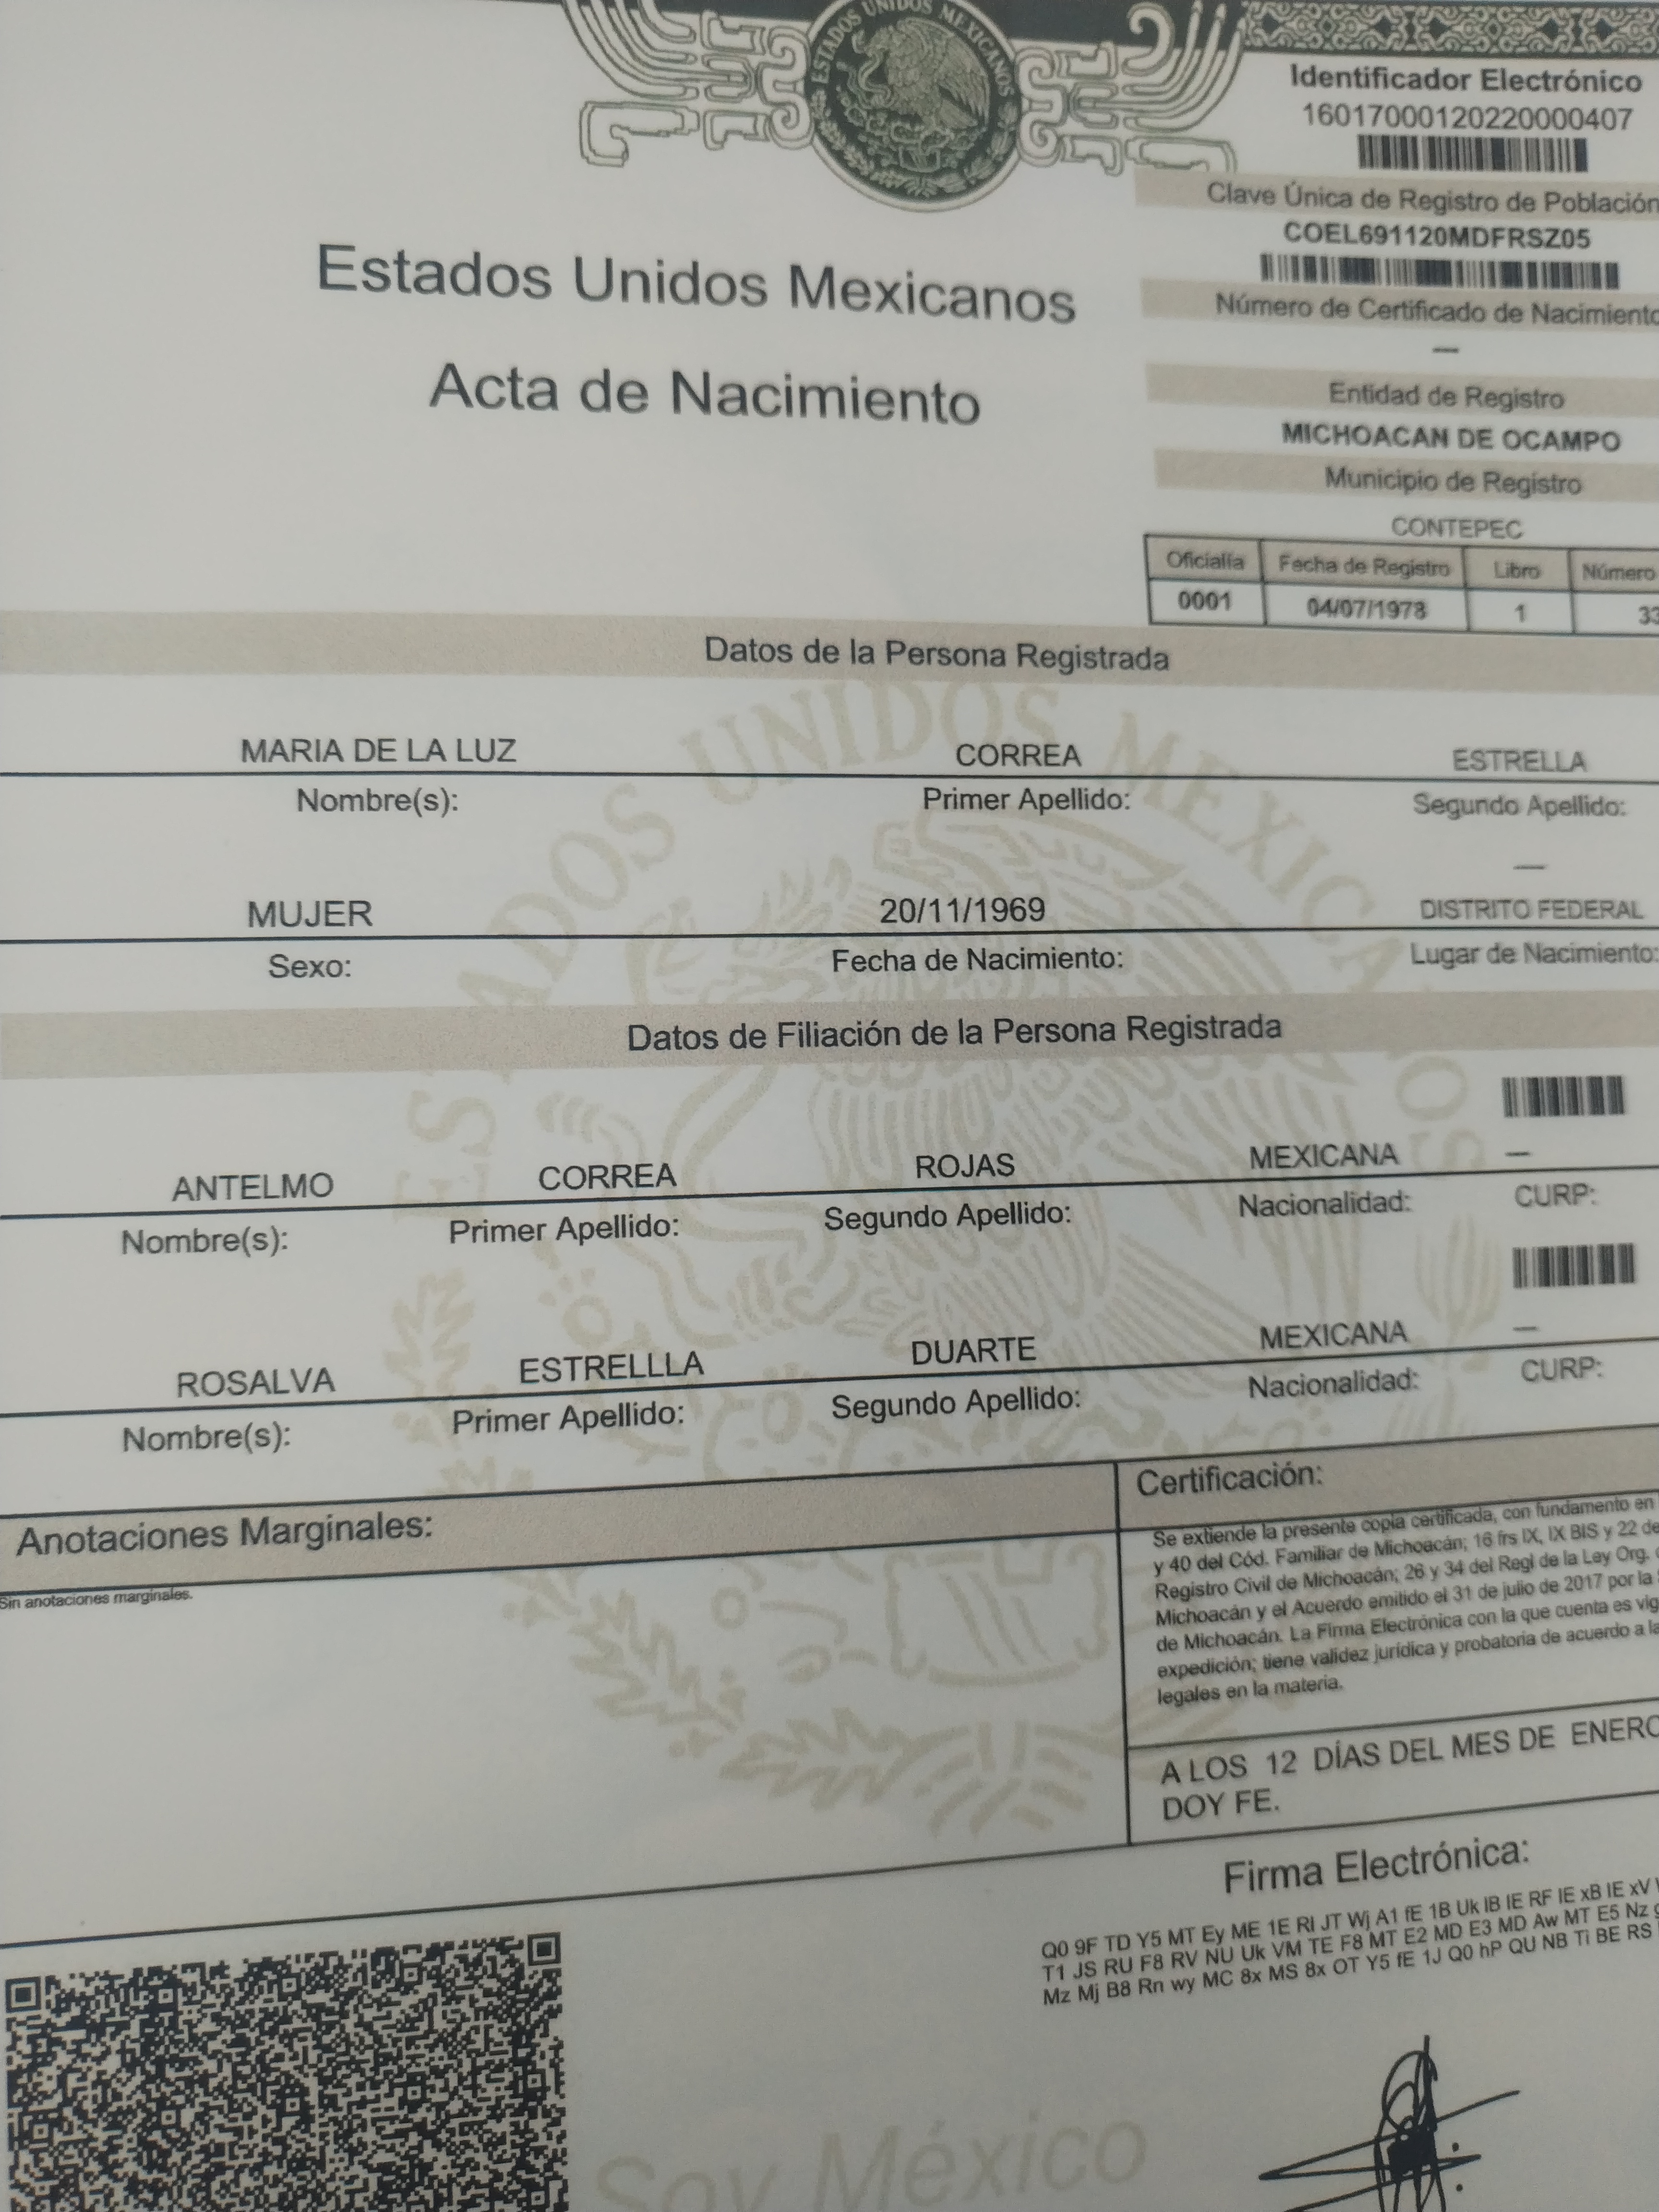 ESTADOS UNIDOS MEXICANOS
Identificador Electrónico
16017000120220000407
Clave Única de Registro de Población
COEL691120MDFRSZ05
Número de Certificado de Nacimiento
—
Estados Unidos Mexicanos
Acta de Nacimiento
Entidad de Registro
MICHOACAN DE OCAMPO
Municipio de Registro
CONTEPEC
Oficialía Fecha de Registro Libro Número
0001 04/07/1978 1 33
Datos de la Persona Registrada
MARIA DE LA LUZ CORREA ESTRELLA
Nombre(s): Primer Apellido: Segundo Apellido:
—
MUJER 20/11/1969 DISTRITO FEDERAL
Sexo: Fecha de Nacimiento: Lugar de Nacimiento:
Datos de Filiación de la Persona Registrada
ANTELMO CORREA ROJAS MEXICANA —
Nombre(s): Primer Apellido: Segundo Apellido: Nacionalidad: CURP:
ROSALVA ESTRELLLA DUARTE MEXICANA —
Nombre(s): Primer Apellido: Segundo Apellido: Nacionalidad: CURP:
Anotaciones Marginales:
Sin anotaciones marginales.
Certificación:
Se extiende la presente copia certificada, con fundamento en
y 40 del Cód. Familiar de Michoacán; 16 frs IX, IX BIS y 22 de
Registro Civil de Michoacán; 26 y 34 del Regl de la Ley Org.
Michoacán y el Acuerdo emitido el 31 de julio de 2017 por la
de Michoacán. La Firma Electrónica con la que cuenta es vig
expedición; tiene validez jurídica y probatoria de acuerdo a la
legales en la materia.
A LOS 12 DÍAS DEL MES DE ENERO
DOY FE.
Firma Electrónica:
Q0 9F TD Y5 MT Ey ME 1E RI JT Wj A1 fE 1B Uk lB IE RF IE xB IE xV
T1 JS RU F8 RV NU Uk VM TE F8 MT E2 MD E3 MD Aw MT E5 Nz
Mz Mj B8 Rn wy MC 8x MS 8x OT Y5 fE 1J Q0 hP QU NB Ti BE RS
ESTADOS UNIDOS MEXICANOS
Soy México